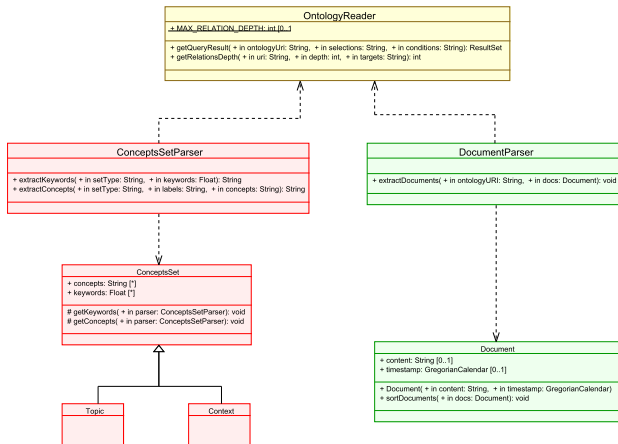 OntologyReader
+ MAX_RELATION_DEPTH: int [0..1
+ getQueryResult( + in ontologyUri: String,  + in selections: String,  + in conditions: String): ResultSet
+ getRelationsDepth( + in uri: String,  + in depth: int,  + in targets: String): int
ConceptsSetParser
+ extractKeywords( + in setType: String,  + in keywords: Float): String
+ extractConcepts( + in setType: String,  + in labels: String,  + in concepts: String): String
DocumentParser
+ extractDocuments( + in ontologyURI: String,  + in docs: Document): void
ConceptsSet
+ concepts: String [*]
+ keywords: Float [*]
# getKeywords( + in parser: ConceptsSetParser): void
# getConcepts( + in parser: ConceptsSetParser): void
Document
+ content: String [0..1]
+ timestamp: GregorianCalendar [0..1]
+ Document( + in content: String,  + in timestamp: GregorianCalendar)
+ sortDocuments( + in docs: Document): void
Topic
Context